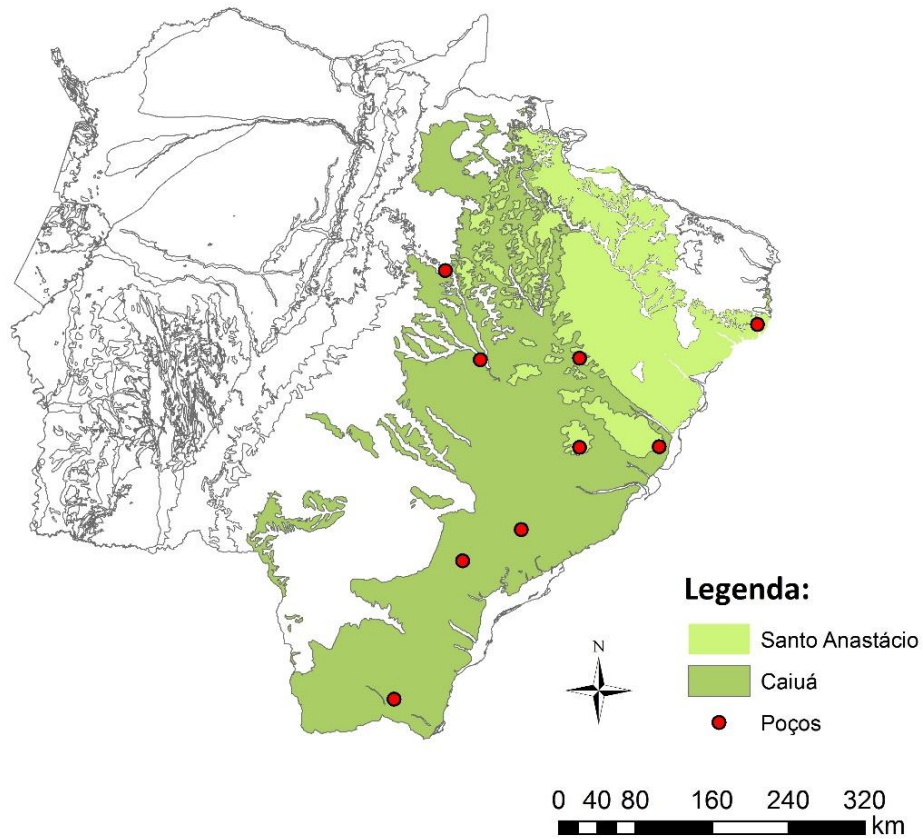 Legenda:
Santo Anastácio
Caiuá
Poços
N
0 40 80 160 240 320
km